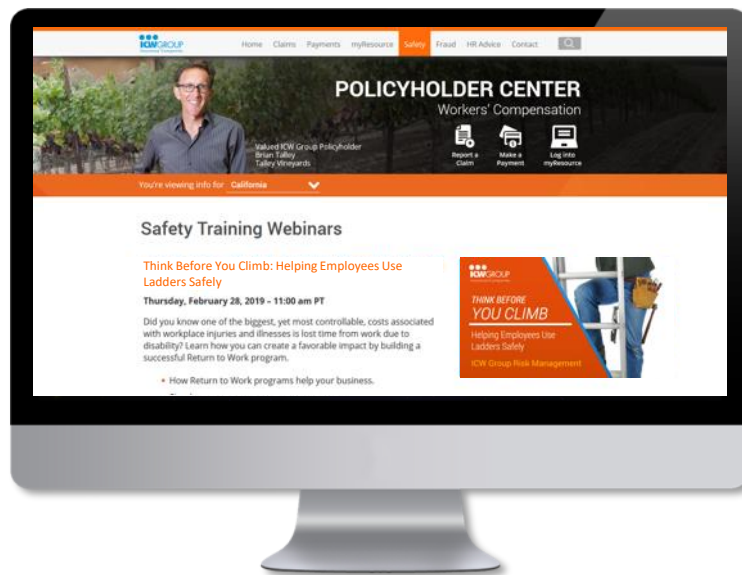 ICWGROUP
Home Claims Payments myResource Safety Fraud HR Advice Contact
POLICYHOLDER CENTER
Workers' Compensation
Valued ICW Group Policyholder
Brian Talley
Talley Vineyards
Report a
Claim
Make a
Payment
Log into
myResource
You're viewing info for California
Safety Training Webinars
Think Before You Climb: Helping Employees Use
Ladders Safely
Thursday, February 28, 2019 – 11:00 am PT
Did you know one of the biggest, yet most controllable, costs associated
with workplace injuries and illnesses is lost time from work due to
disability? Learn how you can create a favorable impact by building a
successful Return to Work program.
• How Return to Work programs help your business.
ICWGROUP
THINK BEFORE
YOU CLIMB
Helping Employees Use
Ladders Safely
ICW Group Risk Management